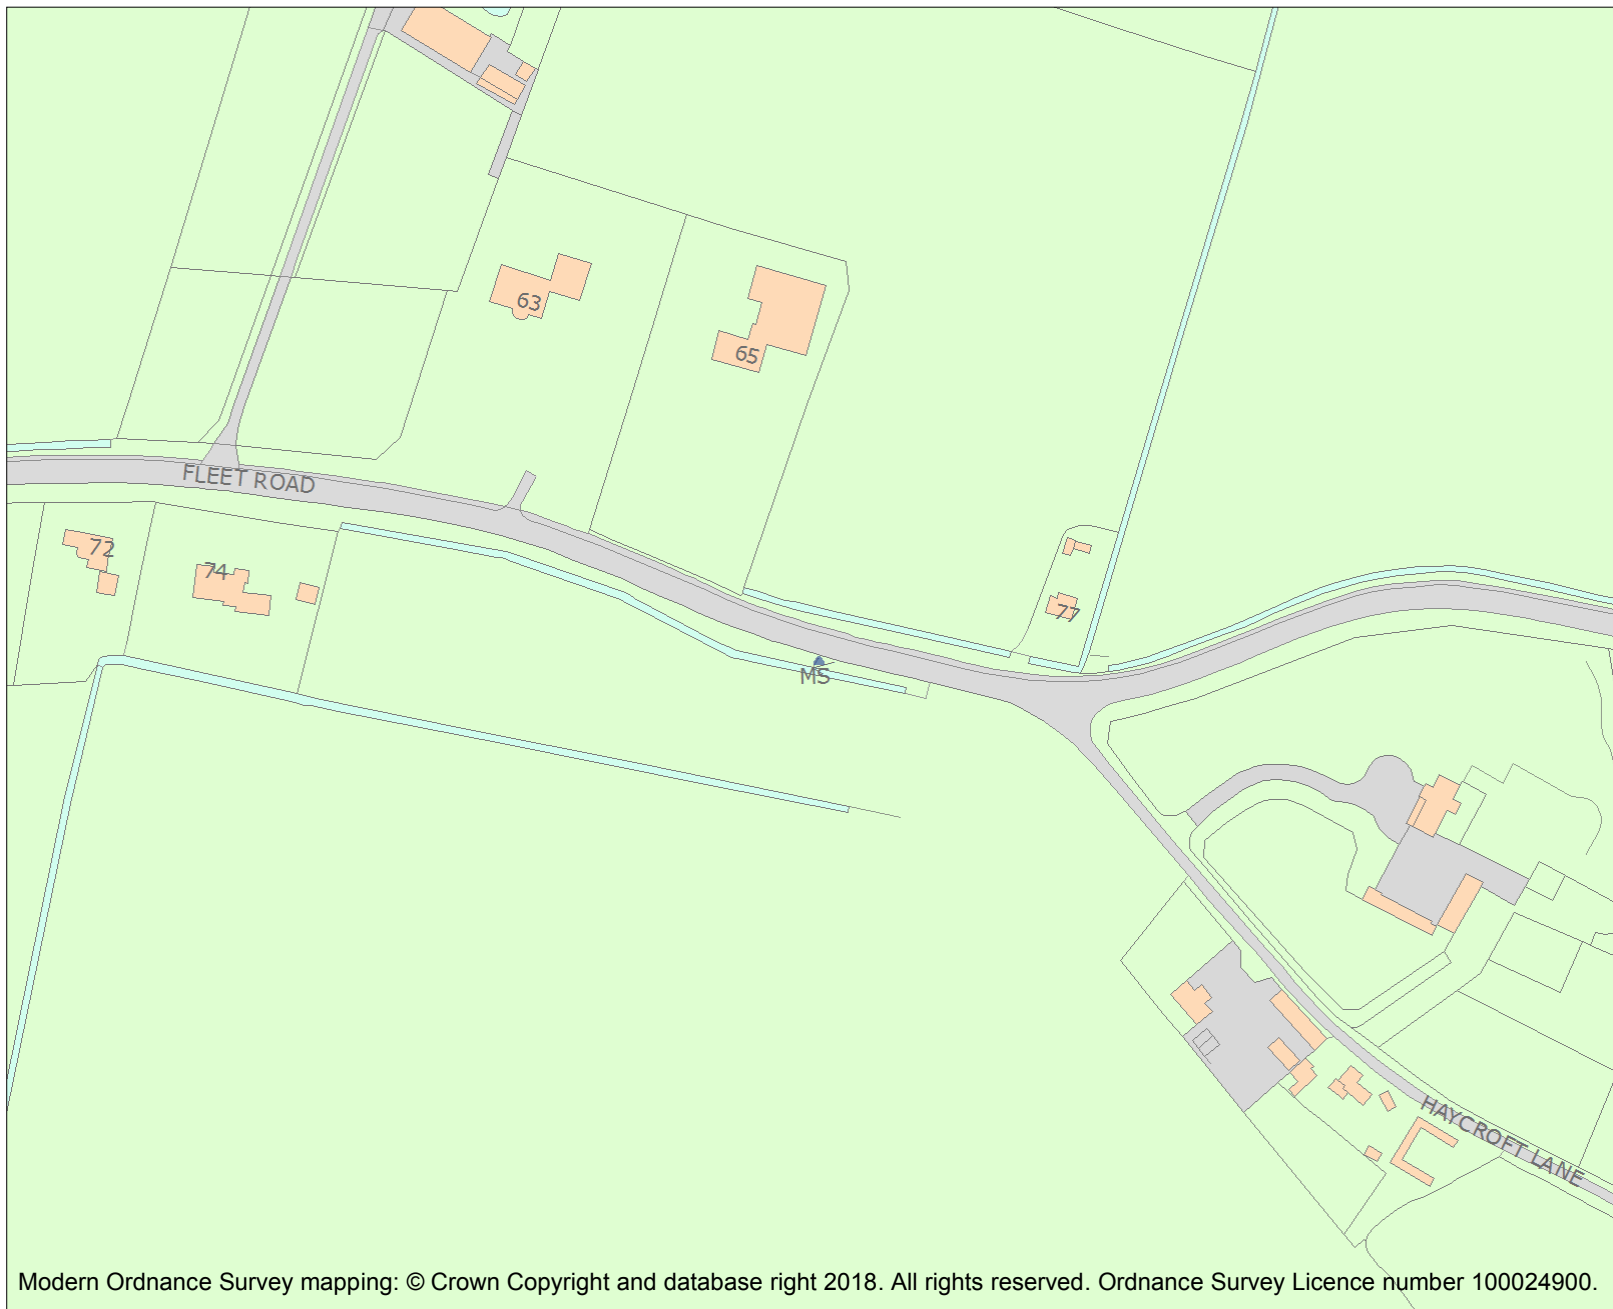 63
65
FLEET ROAD
72
74
77
MS
HAYCROFT LANE
Modern Ordnance Survey mapping: © Crown Copyright and database right 2018. All rights reserved. Ordnance Survey Licence number 100024900.